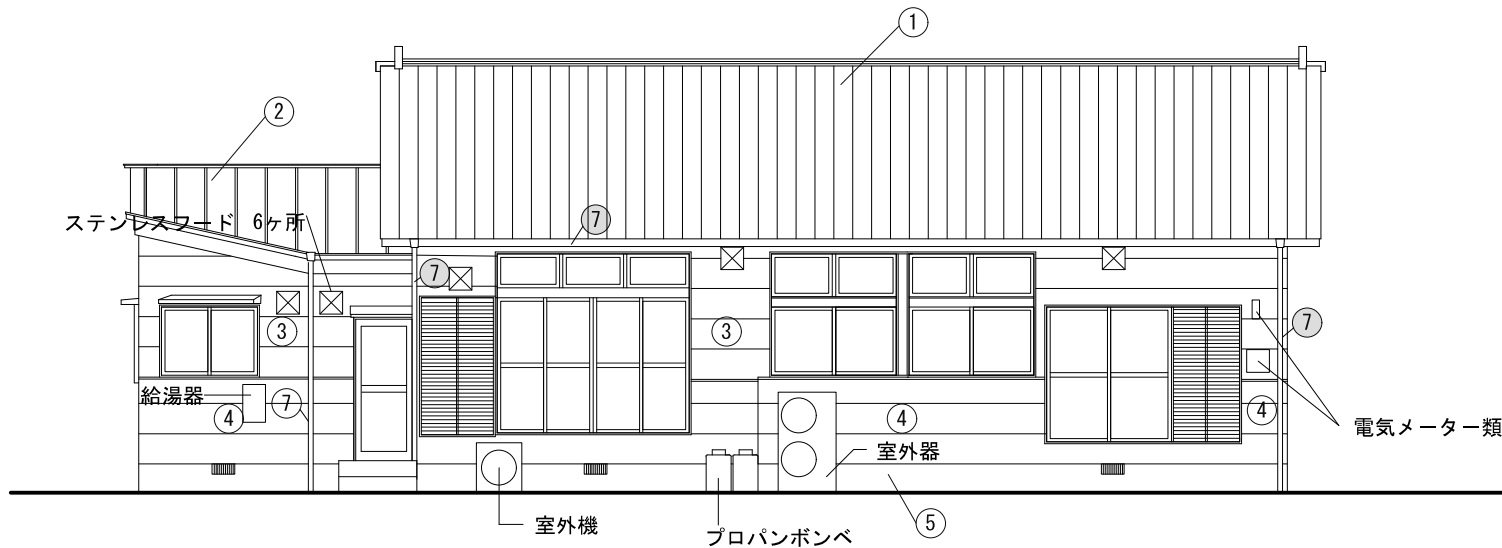 ①
②
ステンレスフード 6ヶ所
⑦
⑦
③
③
⑦
給湯器
④
⑦
④
④
電気メーター類
室外器
室外機
プロパンボンベ
⑤